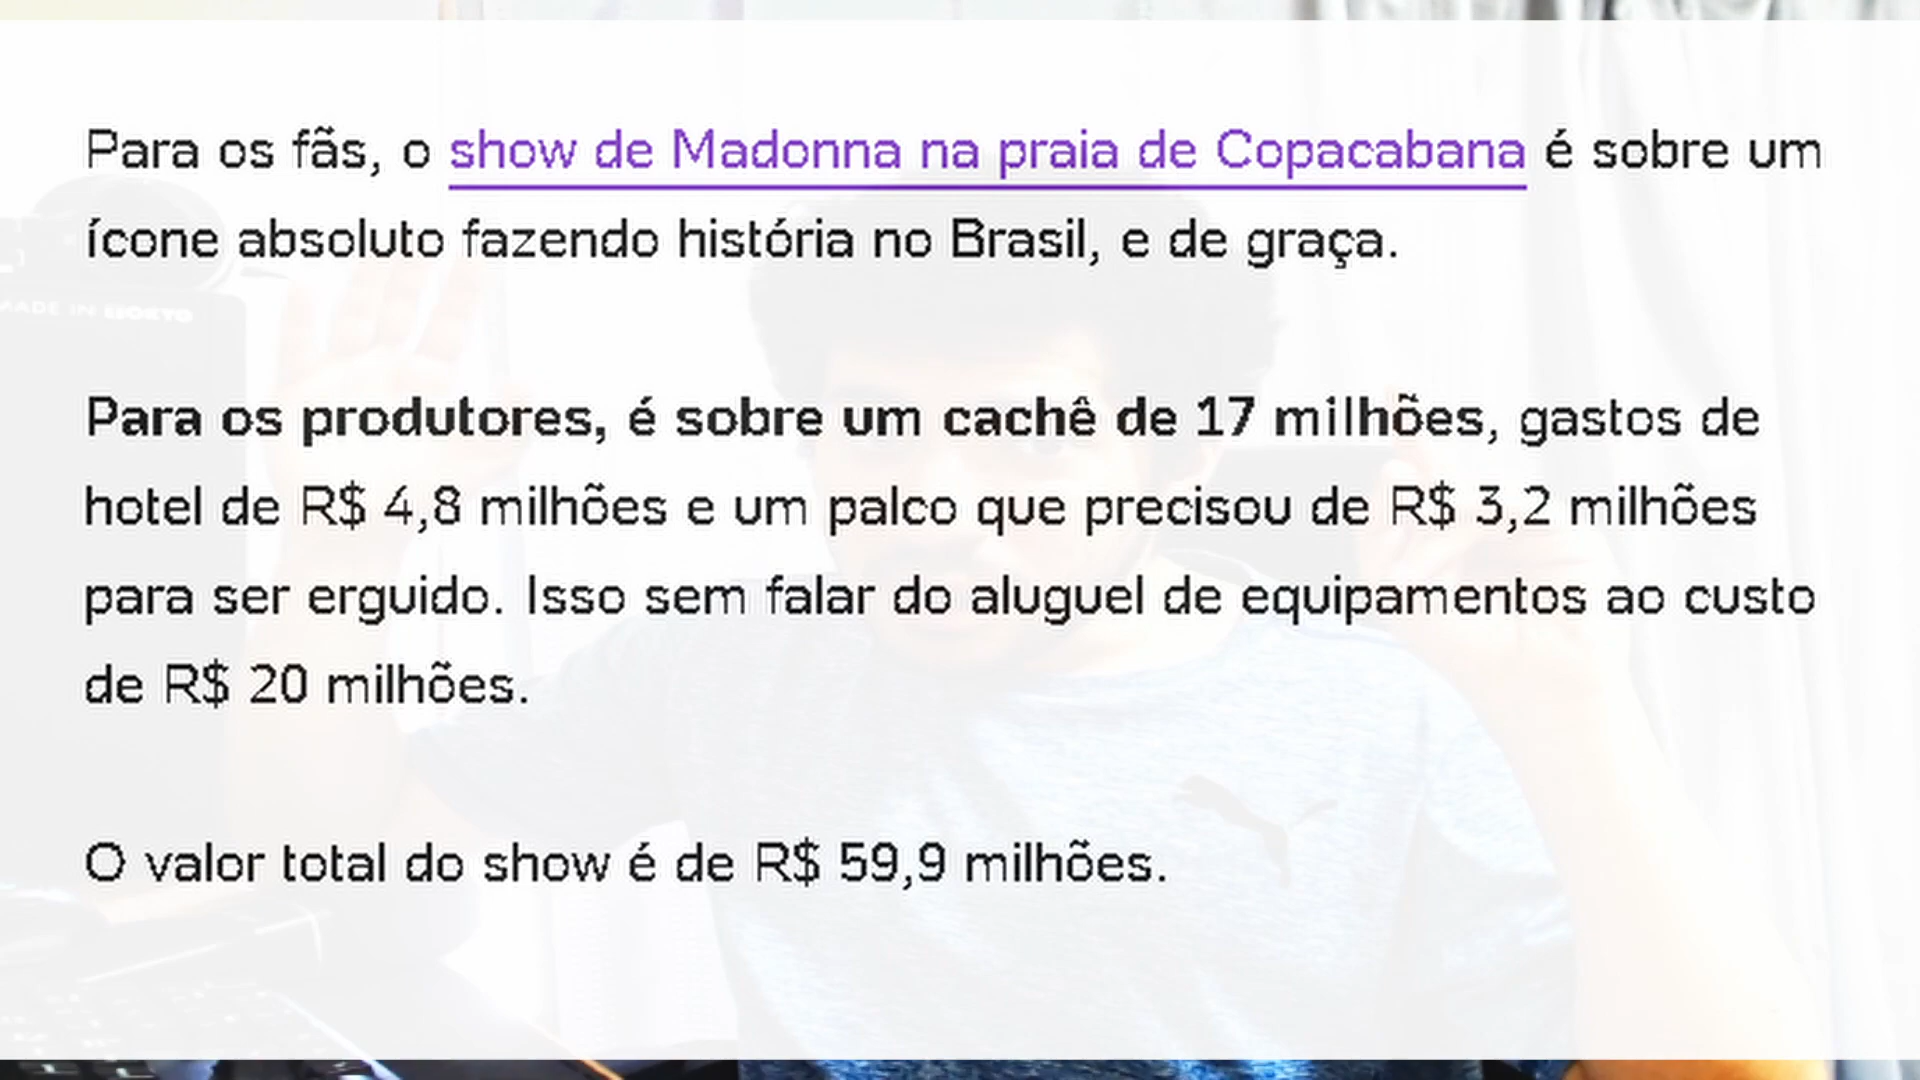 Para os fãs, o show de Madonna na praia de Copacabana é sobre um
ícone absoluto fazendo história no Brasil, e de graça.
MADE IN
Para os produtores, é sobre um cachê de 17 milhões, gastos de
hotel de R$ 4,8 milhões e um palco que precisou de R$ 3,2 milhões
para ser erguido. Isso sem falar do aluguel de equipamentos ao custo
de R$ 20 milhões.
O valor total do show é de R$ 59,9 milhões.